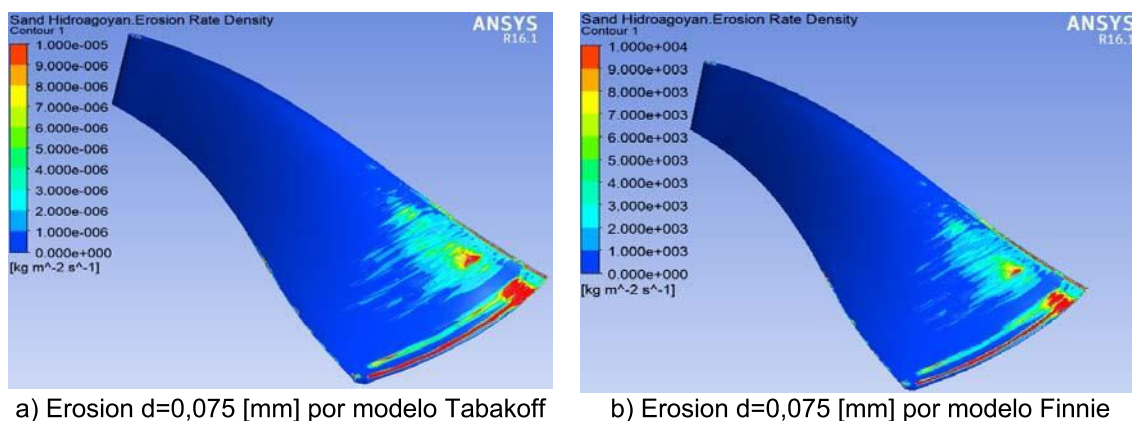 Sand Hidroagoyan.Erosion Rate Density
Contour 1
1.000e-005
9.000e-006
8.000e-006
7.000e-006
6.000e-006
5.000e-006
4.000e-006
3.000e-006
2.000e-006
1.000e-006
0.000e+000
[kg m^-2 s^-1]
ANSYS
R16.1
Sand Hidroagoyan.Erosion Rate Density
Contour 1
1.000e+004
9.000e+003
8.000e+003
7.000e+003
6.000e+003
5.000e+003
4.000e+003
3.000e+003
2.000e+003
1.000e+003
0.000e+000
[kg m^-2 s^-1]
ANSYS
R16.1
a) Erosion d=0,075 [mm] por modelo Tabakoff
b) Erosion d=0,075 [mm] por modelo Finnie